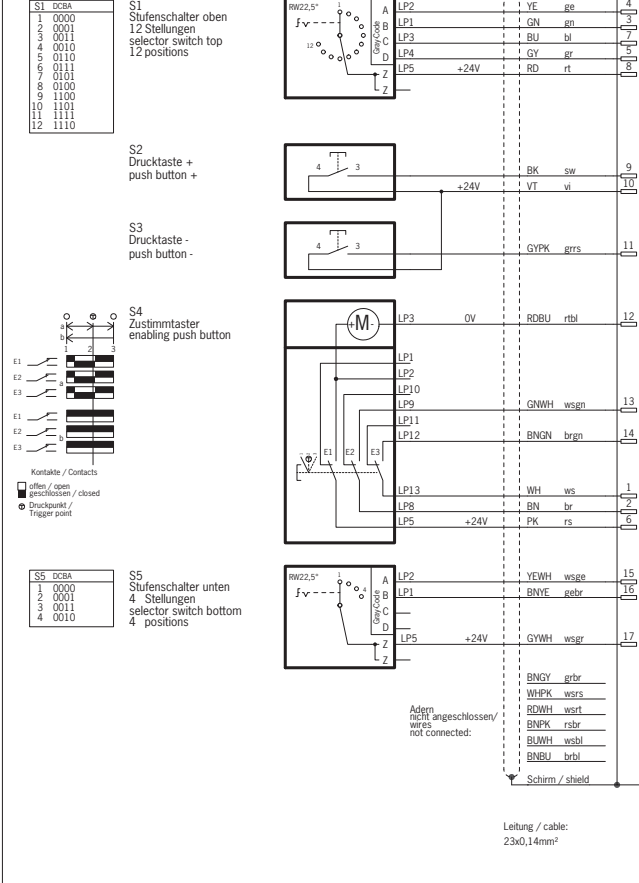 S1 DCBA
1 0000
2 0001
3 0011
4 0010
5 0110
6 0111
7 0101
8 0100
9 1100
10 1101
11 1111
12 1110
S1
Stufenschalter oben
12 Stellungen
selector switch top
12 positions
RW22,5°
1
12
Gray-Code
A LP2 YE ge 4
B LP1 GN gn 3
C LP3 BU bl 7
D LP4 GY gr 5
Z LP5 +24V RD rt 8
Z
S2
Drucktaste +
push button +
4 3
BK sw 9
+24V VT vi 10
S3
Drucktaste -
push button -
4 3
GYPK grrs 11
a
b
1 2 3
E1
E2
E3
a
E1
E2
E3
b
Kontakte / Contacts
offen / open
geschlossen / closed
Druckpunkt /
Trigger point
S4
Zustimmtaster
enabling push button
+M-
LP3 0V RDBU rtbl 12
LP1
LP2
LP10
LP9 GNWH wsgn 13
LP11
LP12 BNGN brgn 14
E1 E2 E3
LP13 WH ws 1
LP8 BN br 2
LP5 +24V PK rs 6
S5 DCBA
1 0000
2 0001
3 0011
4 0010
S5
Stufenschalter unten
4 Stellungen
selector switch bottom
4 positions
RW22,5°
1
4
Gray-Code
A LP2 YEWH wsge 15
B LP1 BNYE gebr 16
C
D
Z LP5 +24V GYWH wsgr 17
Z
Adern
nicht angeschlossen/
wires
not connected:
BNGY grbr
WHPK wsrs
RDWH wsrt
BNPK rsbr
BUWH wsbl
BNBU brbl
Schirm / shield
Leitung / cable:
23x0,14mm²